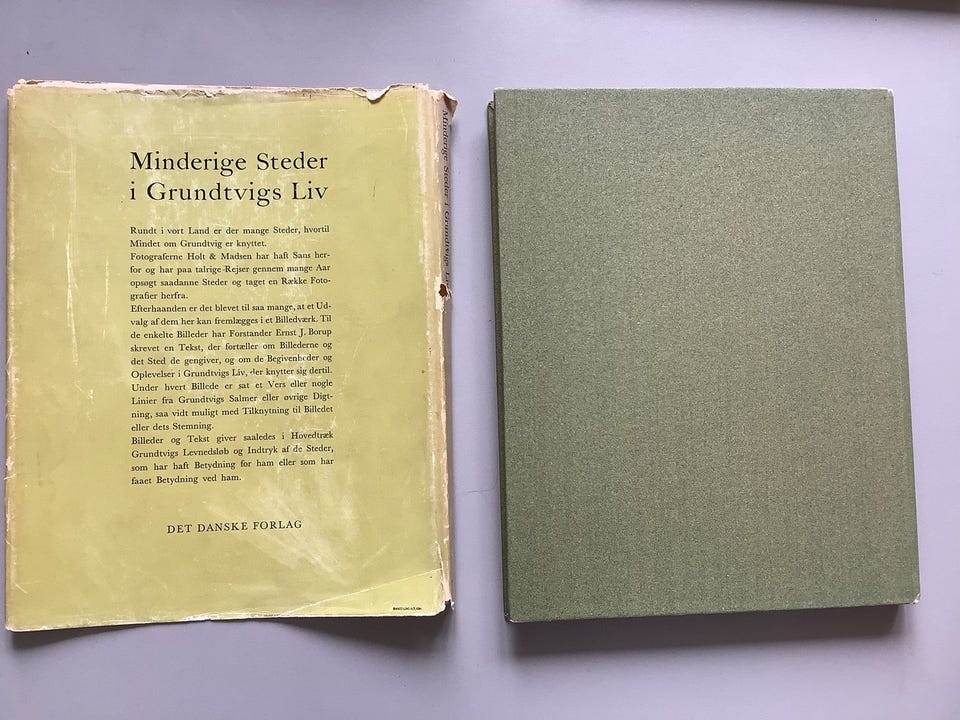 Minderige Steder
i Grundtvigs Liv
Rundt i vort Land er der mange Steder, hvortil
Mindet om Grundtvig er knyttet.
Fotograferne Holt & Madsen har haft Sans her-
for og har paa talrige Rejser gennem mange Aar
opsøgt saadanne Steder og taget en Række Foto-
grafier herfra.
Efterhaanden er det blevet til saa mange, at et Ud-
valg af dem her kan fremlægges i et Billedværk. Til
de enkelte Billeder har Forstander Ernst J. Borup
skrevet en Tekst, der fortæller om Billederne og
det Sted de gengiver, og om de Begivenheder og
Oplevelser i Grundtvigs Liv, der knytter sig dertil.
Under hvert Billede er sat et Vers eller nogle
Linier fra Grundtvigs Salmer eller øvrige Digt-
ning, saa vidt muligt med Tilknytning til Billedet
eller dets Stemning.
Billeder og Tekst giver saaledes i Hovedtræk
Grundtvigs Levnedsløb og Indtryk af de Steder,
som har haft Betydning for ham eller som har
faaet Betydning ved ham.
DET DANSKE FORLAG
Minderige Steder i Grundtvigs